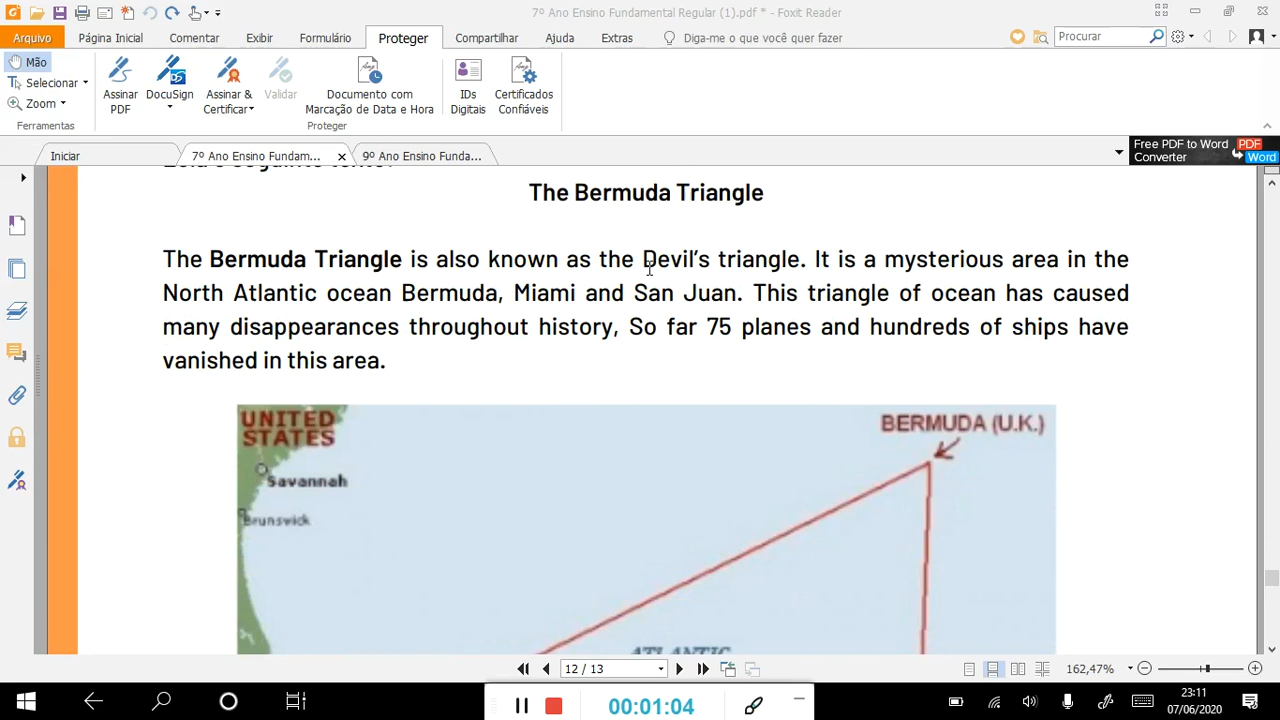 7º Ano Ensino Fundamental Regular (1).pdf * - Foxit Reader
Arquivo
Página Inicial
Comentar
Exibir
Formulário
Proteger
Compartilhar
Ajuda
Extras
Diga-me o que você quer fazer
Procurar
Mão
Selecionar
Zoom
Ferramentas
Assinar
PDF
DocuSign
Assinar &
Certificar
Validar
Documento com
Marcação de Data e Hora
IDs
Digitais
Certificados
Confiáveis
Proteger
Iniciar
7º Ano Ensino Fundam...
9º Ano Ensino Funda...
Free PDF to Word
Converter
PDF
Word
The Bermuda Triangle
The Bermuda Triangle is also known as the Devil's triangle. It is a mysterious area in the
North Atlantic ocean Bermuda, Miami and San Juan. This triangle of ocean has caused
many disappearances throughout history, So far 75 planes and hundreds of ships have
vanished in this area.
UNITED
STATES
BERMUDA (U.K.)
Savannah
Brunswick
ATLANTIC
12 / 13
162,47%
00:01:04
23:11
07/06/2020